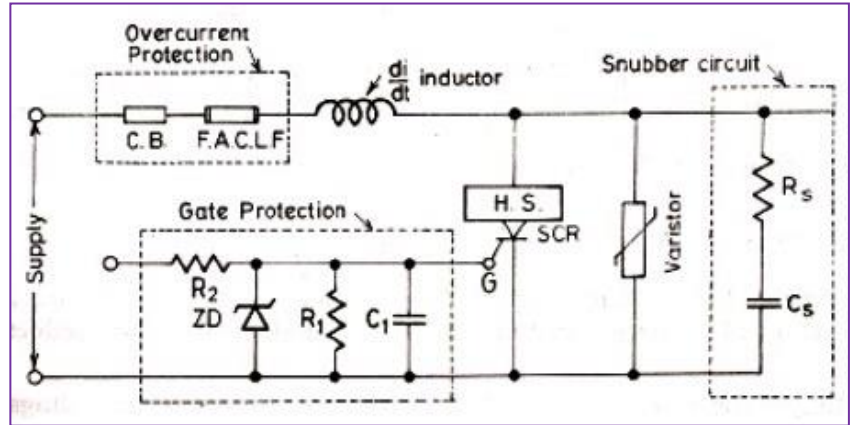 Overcurrent
Protection
di
dt
inductor
Snubber circuit
C.B.
F.A.C.L.F
H. S.
SCR
G
Varistor
Rs
Cs
Gate Protection
Supply
R2
ZD
R1
C1